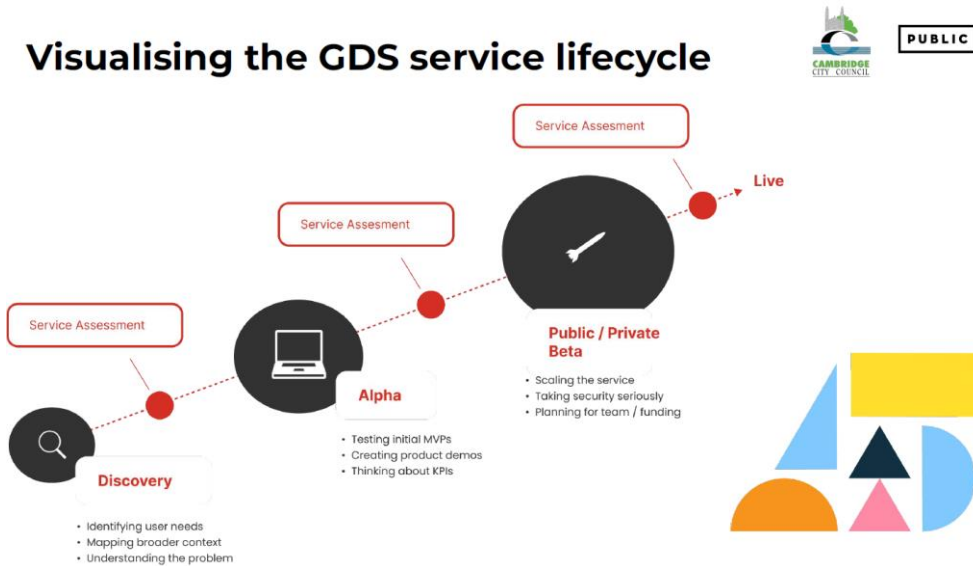 Visualising the GDS service lifecycle
CAMBRIDGE
CITY COUNCIL
PUBLIC
Service Assesment
Live
Service Assesment
Service Assessment
Public / Private
Beta
• Scaling the service
• Taking security seriously
• Planning for team / funding
Alpha
• Testing initial MVPs
• Creating product demos
• Thinking about KPIs
Discovery
• Identifying user needs
• Mapping broader context
• Understanding the problem